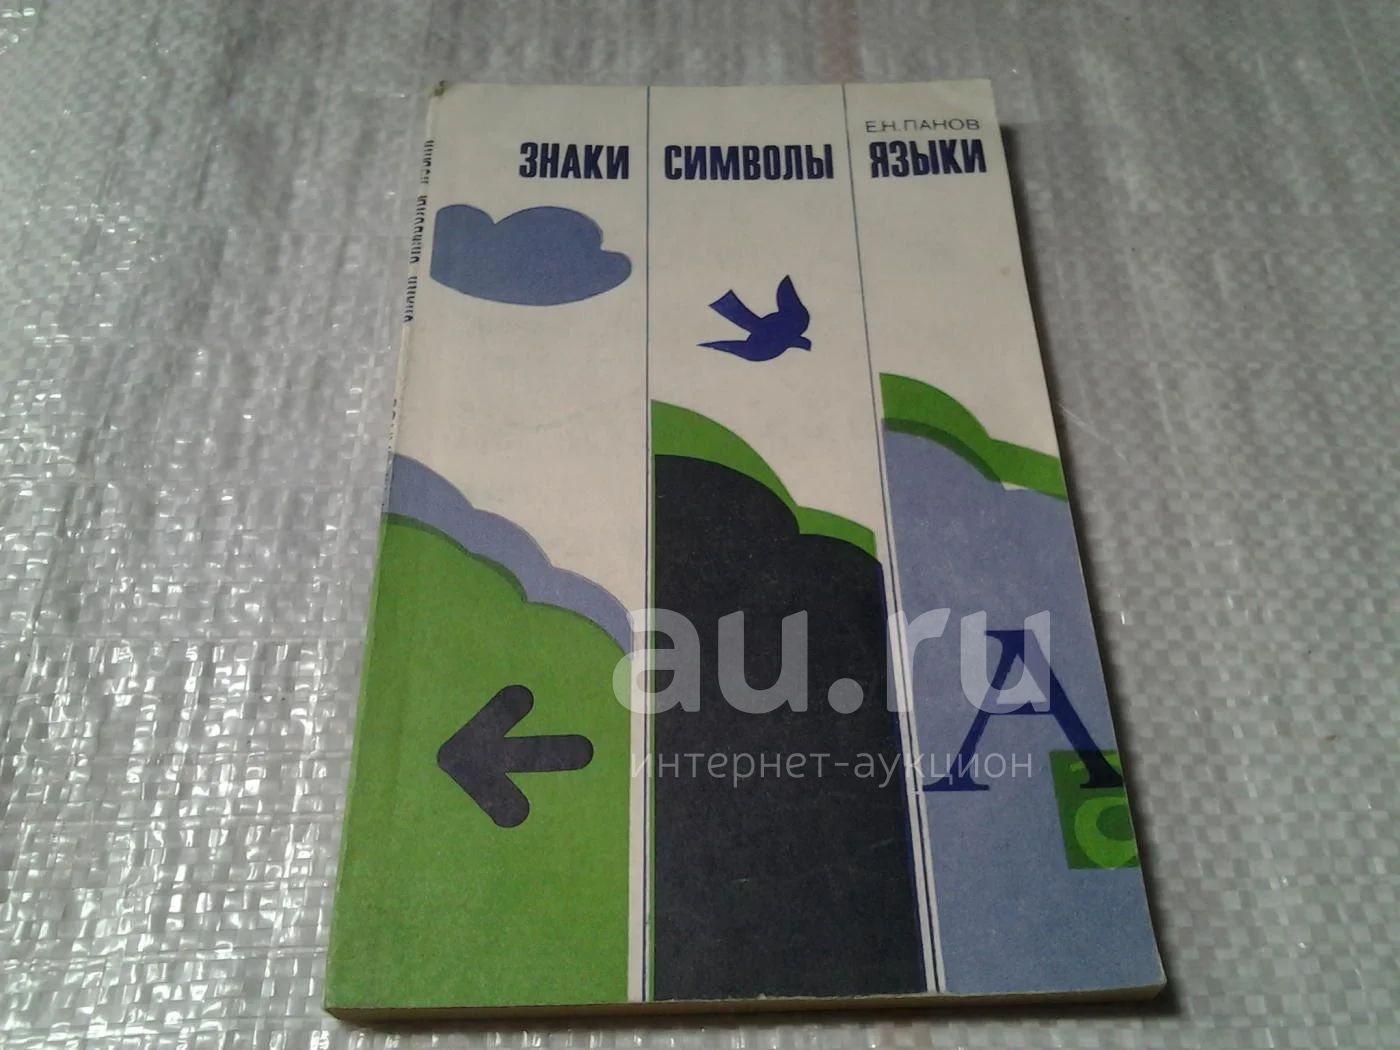 Е.Н.ПАНОВ
ЗНАКИ СИМВОЛЫ ЯЗЫКИ
А
au.ru
интернет-аукцион